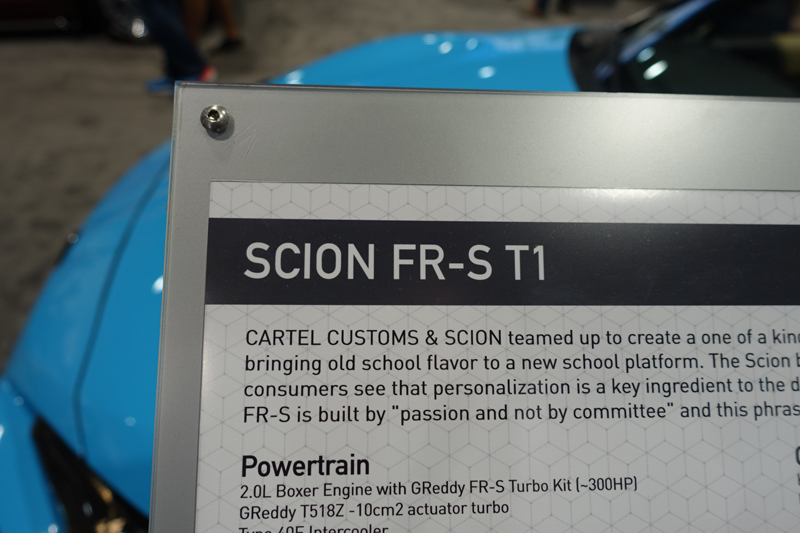 SCION FR-S T1
CARTEL CUSTOMS & SCION teamed up to create a one of a kin
bringing old school flavor to a new school platform. The Scion
consumers see that personalization is a key ingredient to the
FR-S is built by "passion and not by committee" and this phras
Powertrain
2.0L Boxer Engine with GReddy FR-S Turbo Kit (~300HP)
GReddy T518Z -10cm2 actuator turbo
Type 40E Intercooler